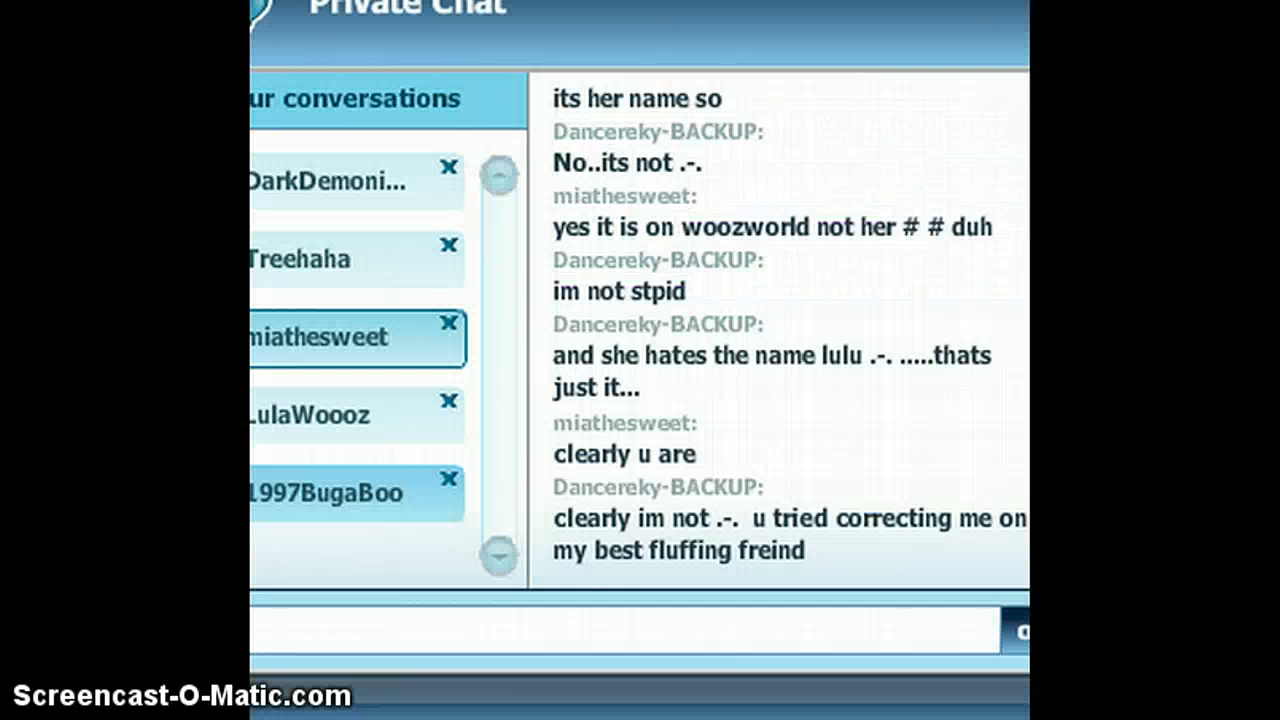 Private Chat
ur conversations
DarkDemoni...
Treehaha
miathesweet
LulaWoooz
1997BugaBoo
its her name so
Dancereky-BACKUP:
No..its not .-.
miathesweet:
yes it is on woozworld not her # # duh
Dancereky-BACKUP:
im not stpid
Dancereky-BACKUP:
and she hates the name lulu .-. .....thats
just it...
miathesweet:
clearly u are
Dancereky-BACKUP:
clearly im not .-.  u tried correcting me on
my best fluffing freind
Screencast-O-Matic.com